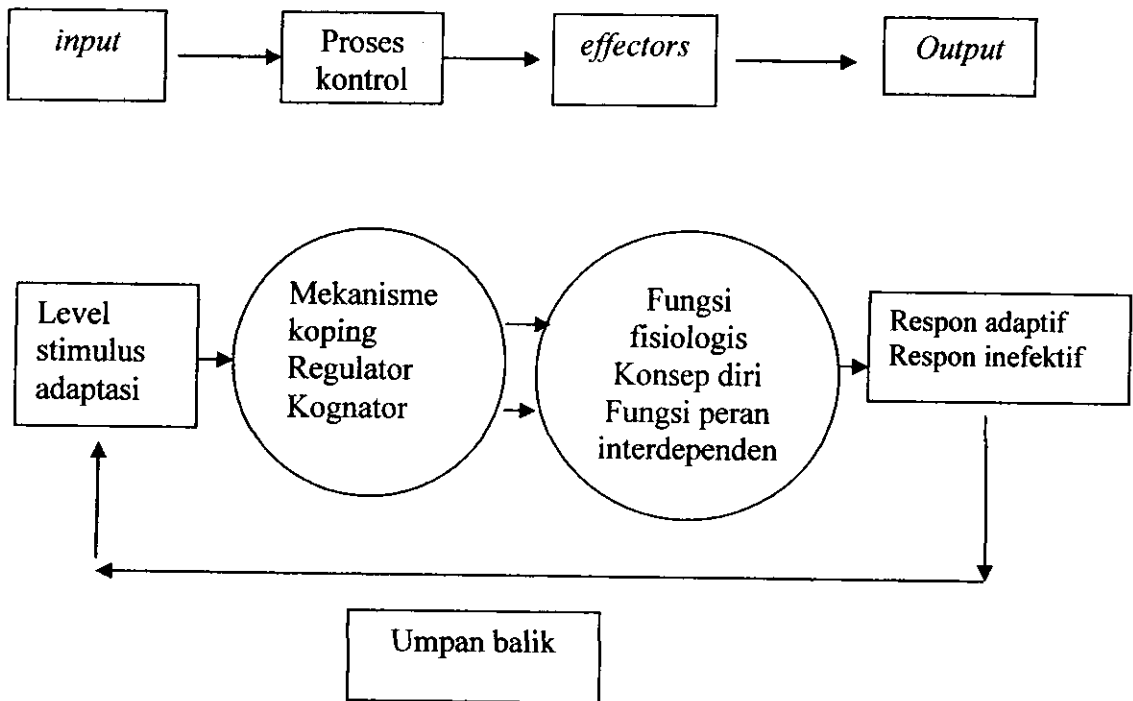 input
Proses
kontrol
effectors
Output
Level
stimulus
adaptasi
Mekanisme
koping
Regulator
Kognator
Fungsi
fisiologis
Konsep diri
Fungsi peran
interdependen
Respon adaptif
Respon inefektif
Umpan balik